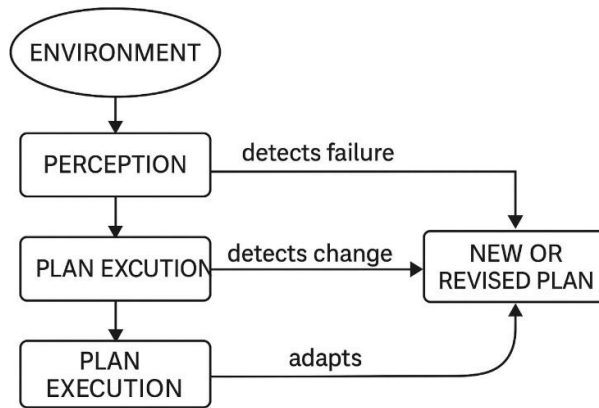 ENVIRONMENT
PERCEPTION
detects failure
PLAN EXCUTION
detects change
NEW OR
REVISED PLAN
PLAN
EXECUTION
adapts